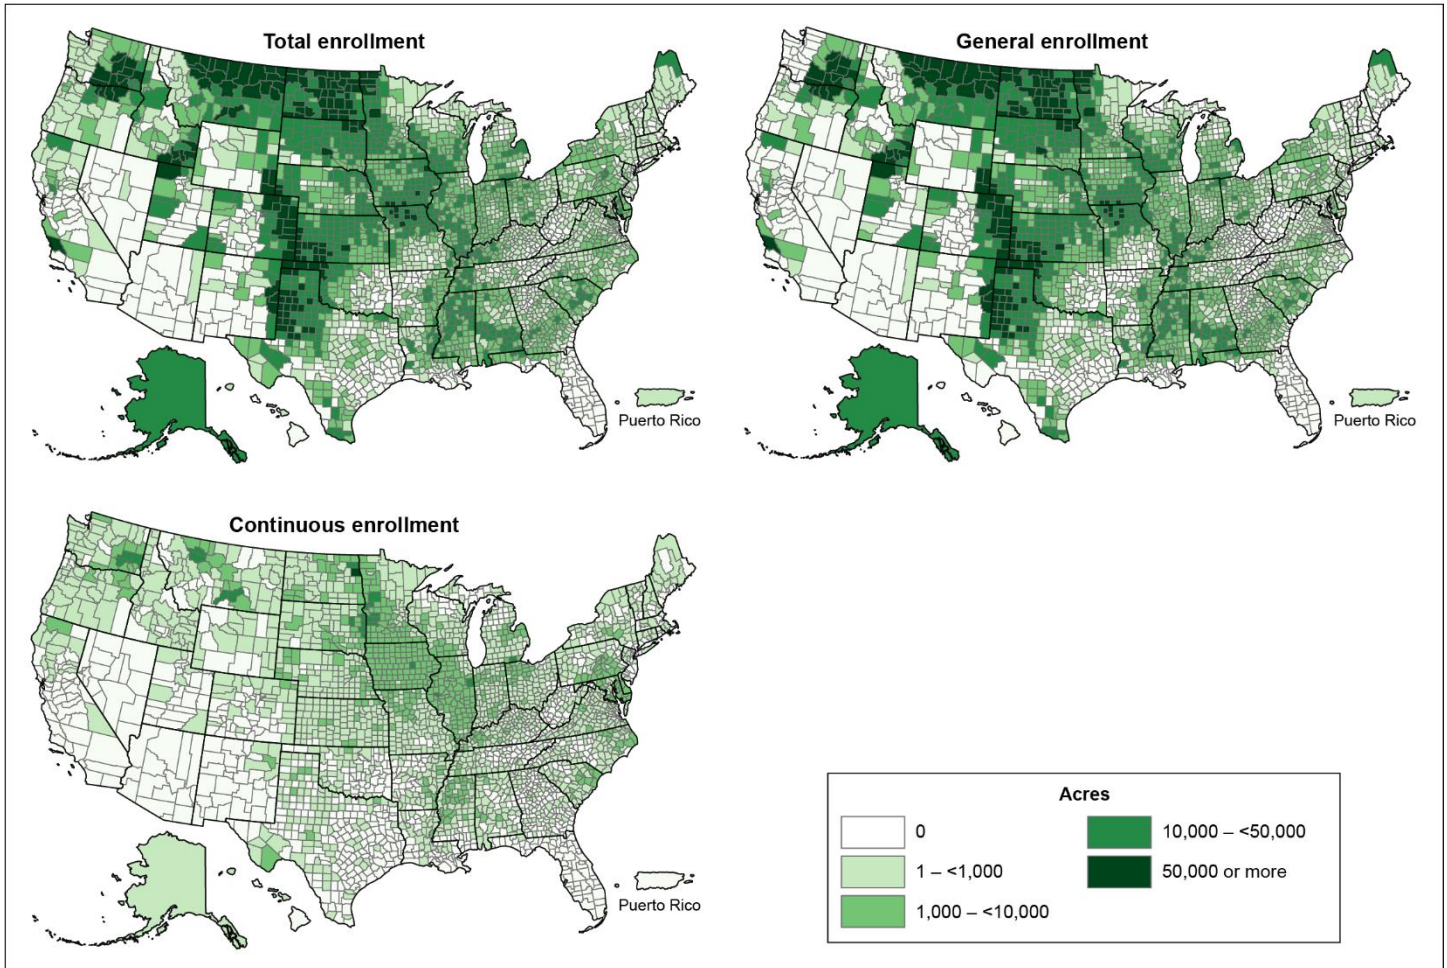 Total enrollment
General enrollment
Puerto Rico
Puerto Rico
Continuous enrollment
Puerto Rico
Acres
0
10,000 – <50,000
1 – <1,000
50,000 or more
1,000 – <10,000